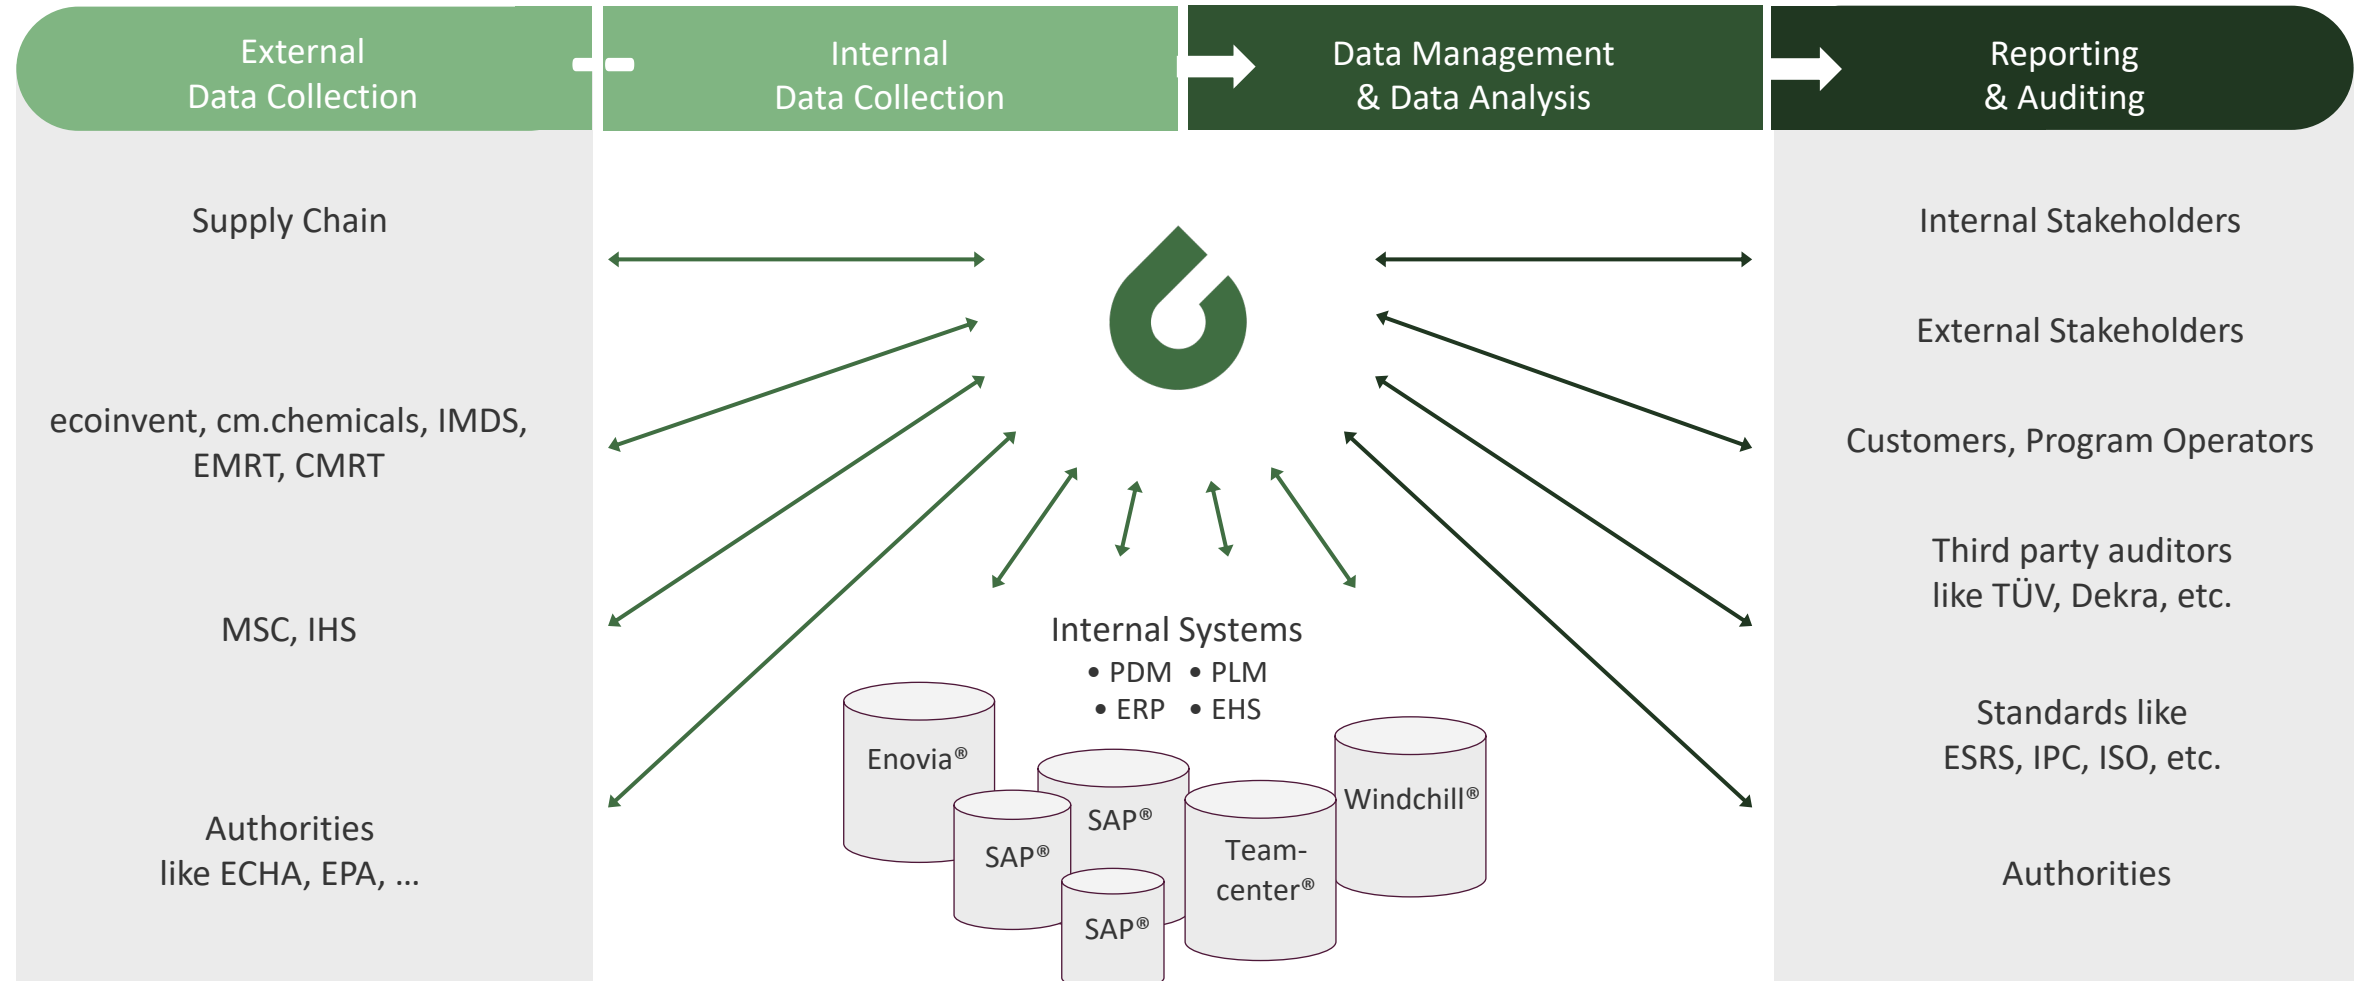 External
Data Collection
Internal
Data Collection
Data Management
& Data Analysis
Reporting
& Auditing
Supply Chain
ecoinvent, cm.chemicals, IMDS,
EMRT, CMRT
MSC, IHS
Authorities
like ECHA, EPA, ...
Internal Systems
• PDM • PLM
• ERP • EHS
Enovia®
SAP®
SAP®
SAP®
Team-
center®
Windchill®
Internal Stakeholders
External Stakeholders
Customers, Program Operators
Third party auditors
like TÜV, Dekra, etc.
Standards like
ESRS, IPC, ISO, etc.
Authorities